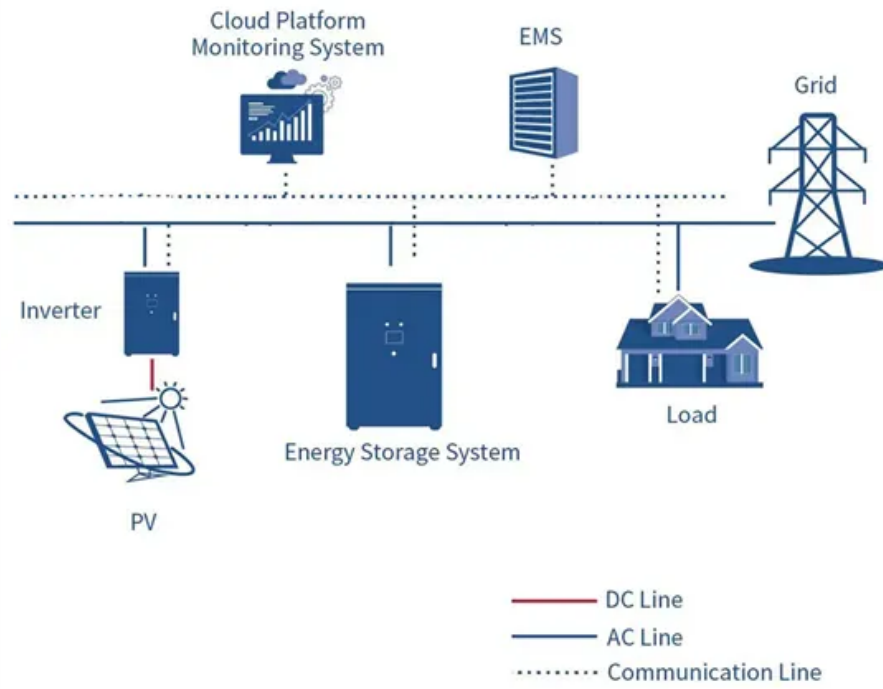 Cloud Platform
Monitoring System
EMS
Grid
Inverter
Load
Energy Storage System
PV
DC Line
AC Line
Communication Line